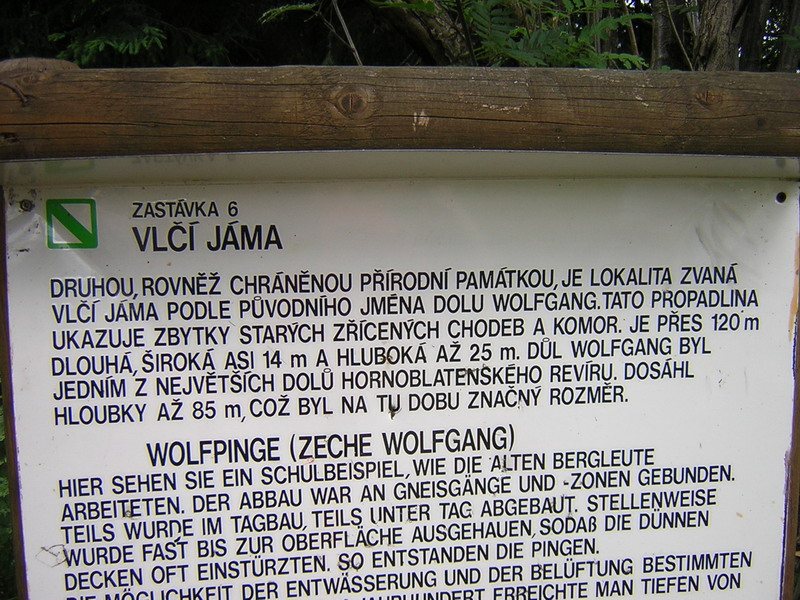 ZASTÁVKA 6
VLČÍ JÁMA
DRUHOU, ROVNĚŽ CHRÁNĚNOU PŘÍRODNÍ PAMÁTKOU, JE LOKALITA ZVANÁ
VLČÍ JÁMA PODLE PŮVODNÍHO JMÉNA DOLU WOLFGANG. TATO PROPADLINA
UKAZUJE ZBYTKY STARÝCH ZŘÍCENÝCH CHODEB A KOMOR. JE PŘES 120 m
DLOUHÁ, ŠIROKÁ ASI 14 m A HLUBOKÁ AŽ 25 m. DŮL WOLFGANG BYL
JEDNÍM Z NEJVĚTŠÍCH DOLŮ HORNOBLATENSKÉHO REVÍRU. DOSÁHL
HLOUBKY AŽ 85 m, COŽ BYL NA TU DOBU ZNAČNÝ ROZMĚR.
WOLFPINGE (ZECHE WOLFGANG)
HIER SEHEN SIE EIN SCHULBEISPIEL, WIE DIE ALTEN BERGLEUTE
ARBEITETEN. DER ABBAU WAR AN GNEISGÄNGE UND -ZONEN GEBUNDEN.
TEILS WURDE IM TAGBAU, TEILS UNTER TAG ABGEBAUT. STELLENWEISE
WURDE FAST BIS ZUR OBERFLÄCHE AUSGEHAUEN, SODAß DIE DÜNNEN
DECKEN OFT EINSTÜRZTEN. SO ENTSTANDEN DIE PINGEN.
DIE MÖGLICHKEIT DER ENTWÄSSERUNG UND DER BELÜFTUNG BESTIMMTEN
JAHRHUNDERT ERREICHTE MAN TIEFEN VON